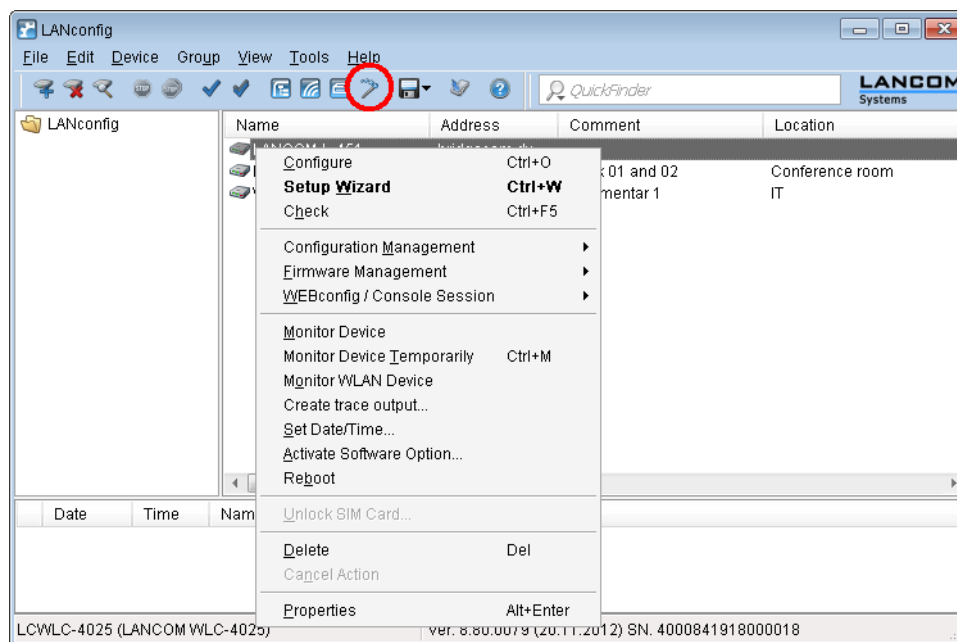 LANconfig
File Edit Device Group View Tools Help
QuickFinder
LANCOM
Systems
LANconfig
Name Address Comment Location
01 and 02 Conference room
mentar 1 IT
Configure Ctrl+O
Setup Wizard Ctrl+W
Check Ctrl+F5
Configuration Management
Firmware Management
WEBconfig / Console Session
Monitor Device
Monitor Device Temporarily Ctrl+M
Monitor WLAN Device
Create trace output...
Set Date/Time...
Activate Software Option...
Reboot
Unlock SIM Card...
Delete Del
Cancel Action
Properties Alt+Enter
Date Time Nam
LCWLC-4025 (LANCOM WLC-4025) Ver. 8.80.0079 (20.11.2012) SN. 4000841918000018